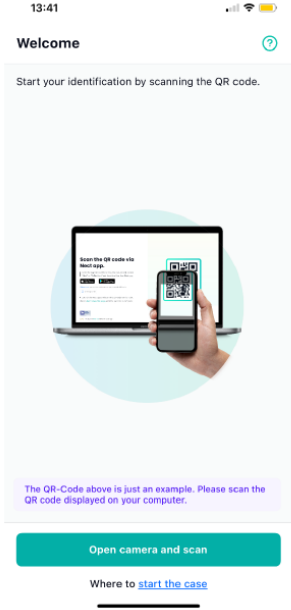 13:41
Welcome
?
Start your identification by scanning the QR code.
Scan the QR code via
Nect app.
The QR-Code above is just an example. Please scan the
QR code displayed on your computer.
Open camera and scan
Where to start the case